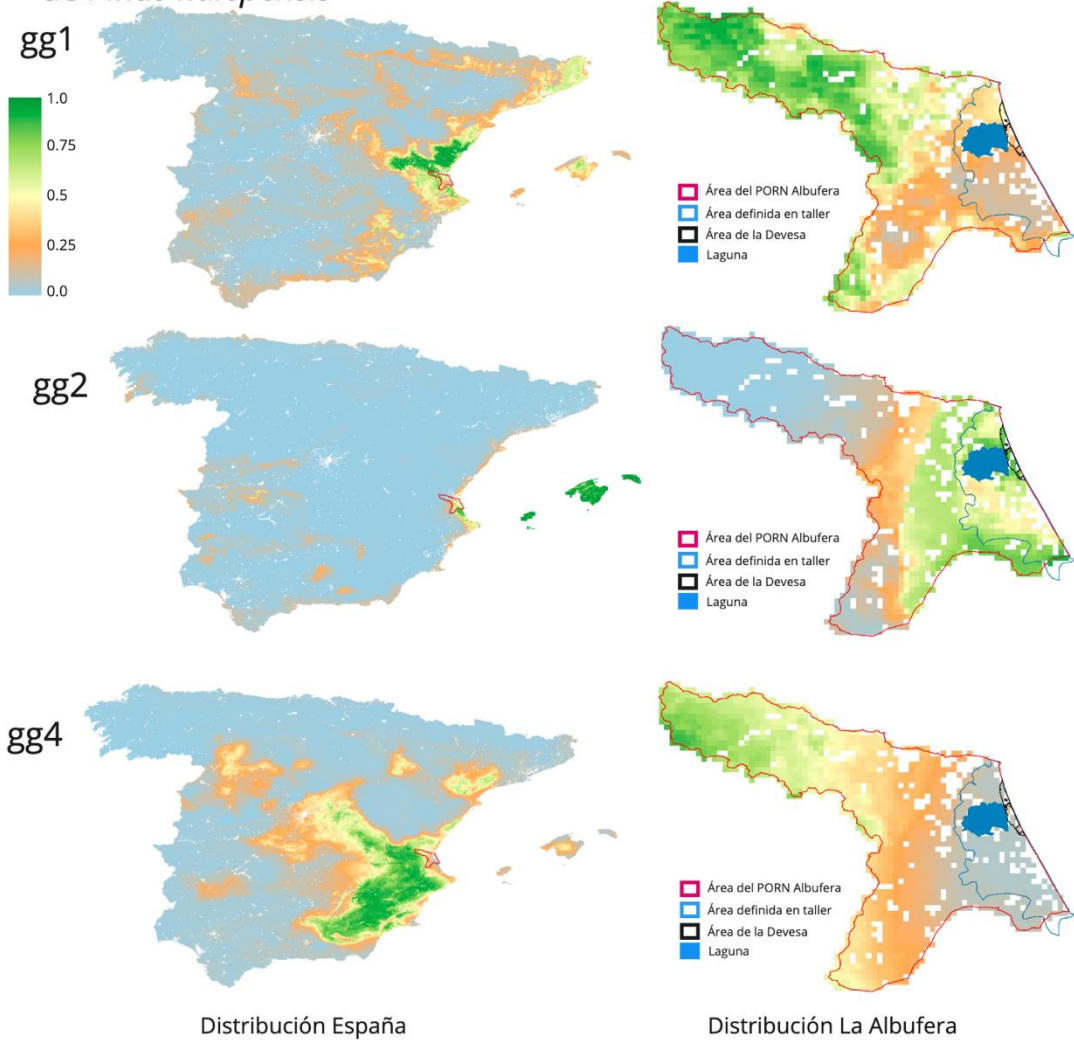 de Pinus halepensis
gg1
1.0
0.75
0.5
0.25
0.0
Área del PORN Albufera
Área definida en taller
Área de la Devesa
Laguna
gg2
Área del PORN Albufera
Área definida en taller
Área de la Devesa
Laguna
gg4
Área del PORN Albufera
Área definida en taller
Área de la Devesa
Laguna
Distribución España
Distribución La Albufera